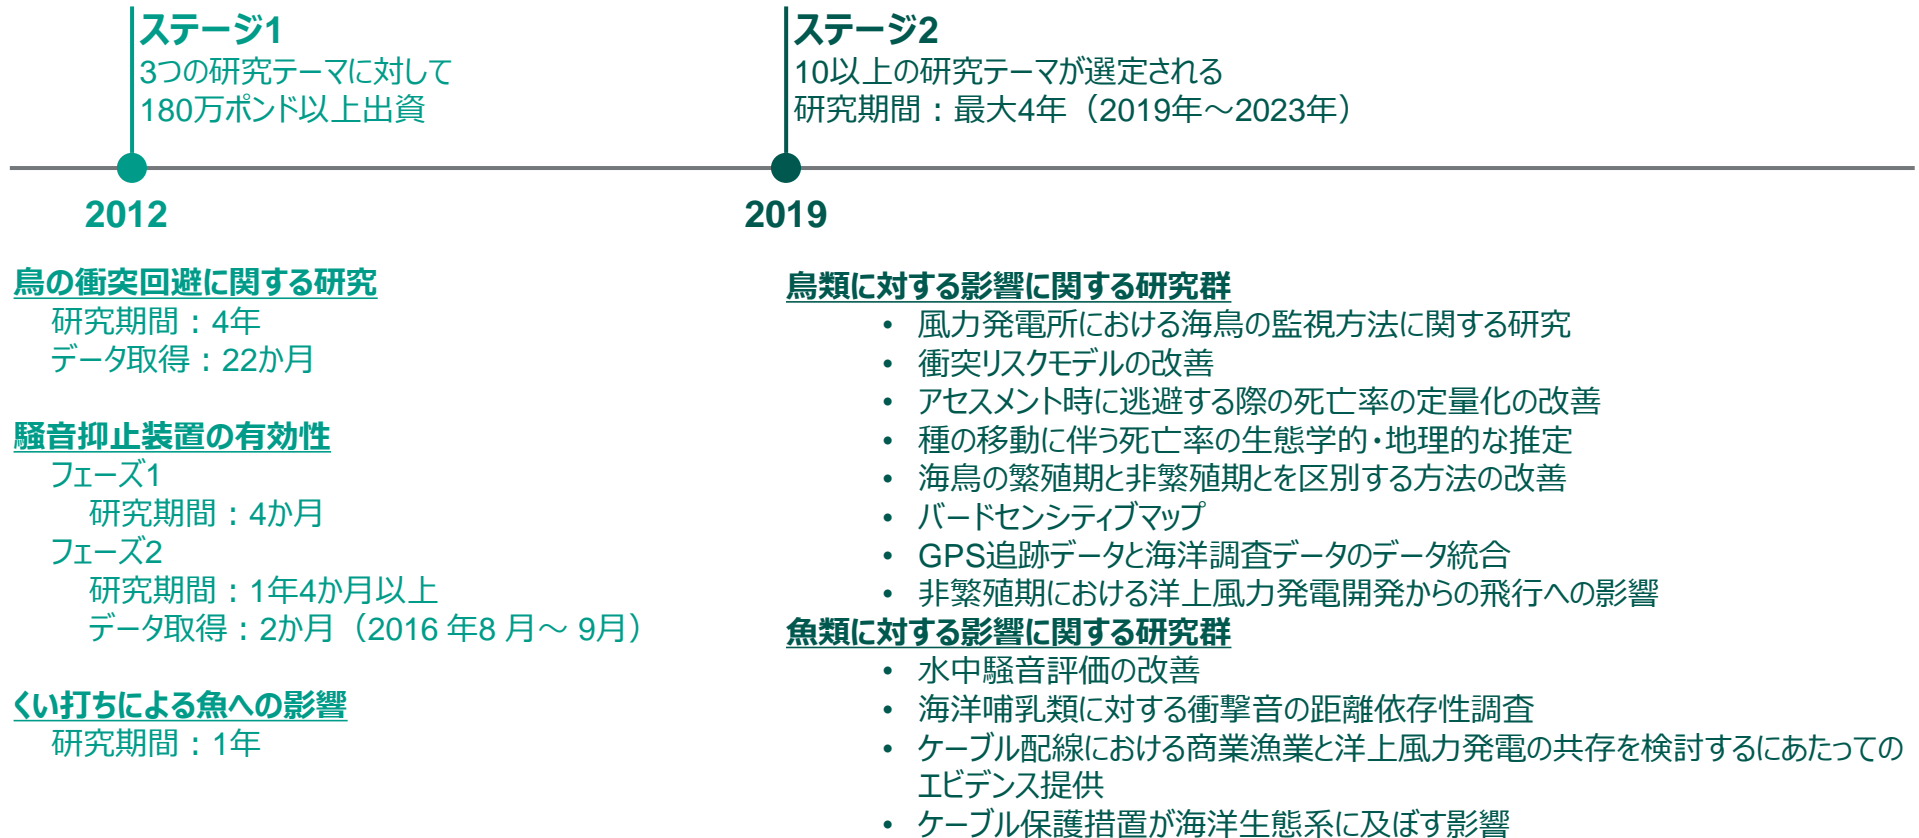 ステージ1
3つの研究テーマに対して
180万ポンド以上出資
ステージ2
10以上の研究テーマが選定される
研究期間：最大4年（2019年～2023年）
2012
2019
鳥の衝突回避に関する研究
研究期間：4年
データ取得：22か月
騒音抑止装置の有効性
フェーズ1
研究期間：4か月
フェーズ2
研究期間：1年4か月以上
データ取得：2か月（2016 年8 月～ 9月）
くい打ちによる魚への影響
研究期間：1年
鳥類に対する影響に関する研究群
• 風力発電所における海鳥の監視方法に関する研究
• 衝突リスクモデルの改善
• アセスメント時に逃避する際の死亡率の定量化の改善
• 種の移動に伴う死亡率の生態学的・地理的な推定
• 海鳥の繁殖期と非繁殖期とを区別する方法の改善
• バードセンシティブマップ
• GPS追跡データと海洋調査データのデータ統合
• 非繁殖期における洋上風力発電開発からの飛行への影響
魚類に対する影響に関する研究群
• 水中騒音評価の改善
• 海洋哺乳類に対する衝撃音の距離依存性調査
• ケーブル配線における商業漁業と洋上風力発電の共存を検討するにあたっての
エビデンス提供
• ケーブル保護措置が海洋生態系に及ぼす影響